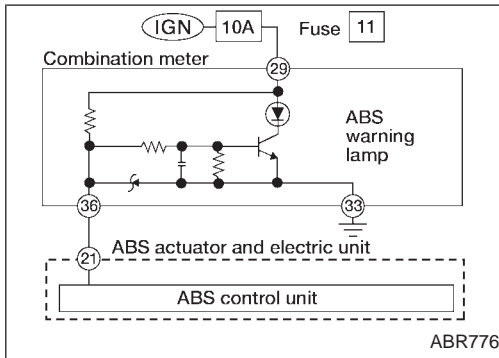 IGN 10A Fuse 11
Combination meter
29
ABS
warning
lamp
36 33
ABS actuator and electric unit
21
ABS control unit
ABR776